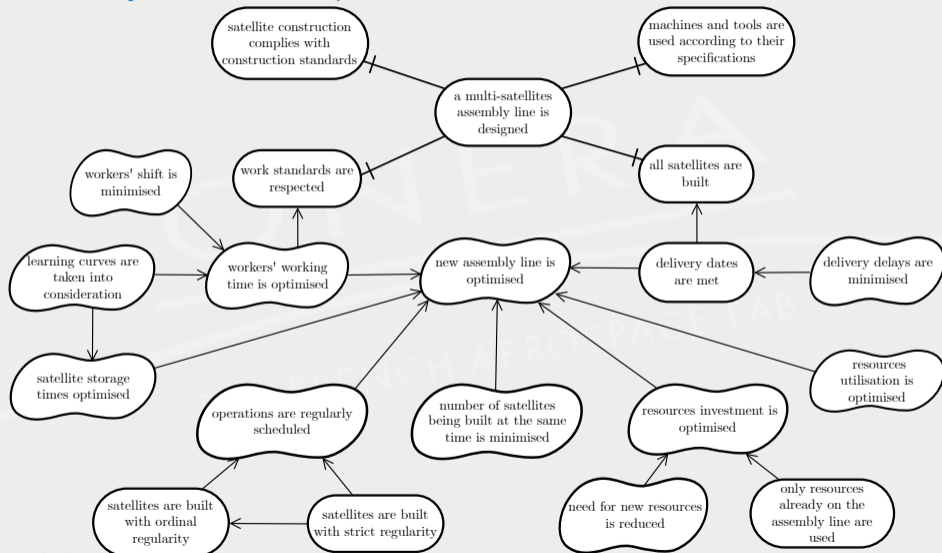 satellite construction
complies with
construction standards
machines and tools are
used according to their
specifications
a multi-satellites
assembly line is
designed
workers' shift is
minimised
work standards are
respected
all satellites are
built
learning curves are
taken into
consideration
workers' working
time is optimised
new assembly line is
optimised
delivery dates
are met
delivery delays are
minimised
satellite storage
times optimised
operations are regularly
scheduled
number of satellites
being built at the same
time is minimised
resources investment is
optimised
resources
utilisation is
optimised
satellites are built
with ordinal
regularity
satellites are built
with strict regularity
need for new resources
is reduced
only resources
already on the
assembly line are
used
ONERA
FRENCH AEROSPACE LAB